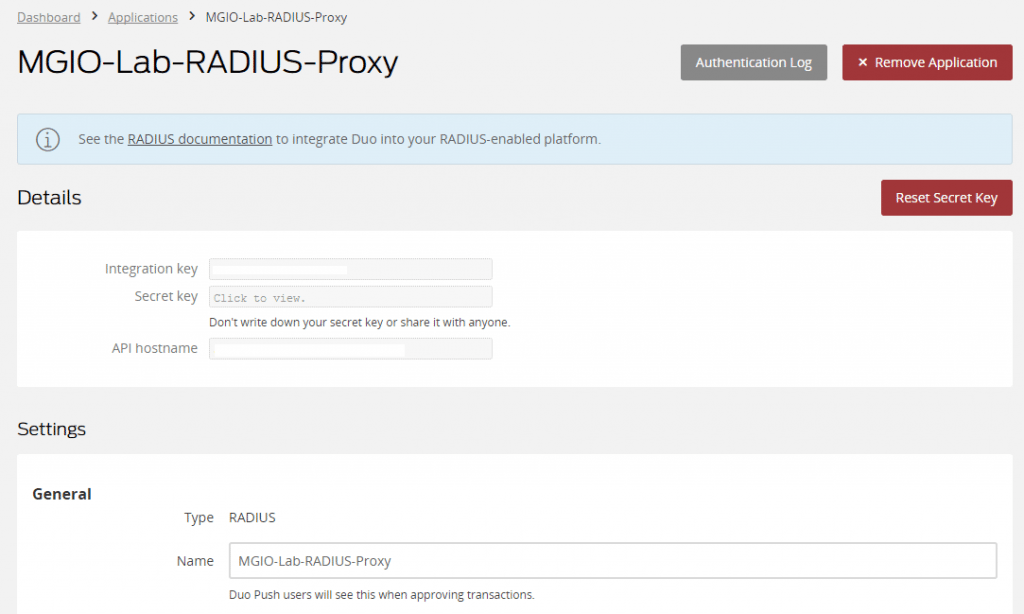 Dashboard > Applications > MGIO-Lab-RADIUS-Proxy
MGIO-Lab-RADIUS-Proxy
Authentication Log
× Remove Application
See the RADIUS documentation to integrate Duo into your RADIUS-enabled platform.
Details
Reset Secret Key
Integration key
Secret key Click to view.
Don't write down your secret key or share it with anyone.
API hostname
Settings
General
Type RADIUS
Name MGIO-Lab-RADIUS-Proxy
Duo Push users will see this when approving transactions.